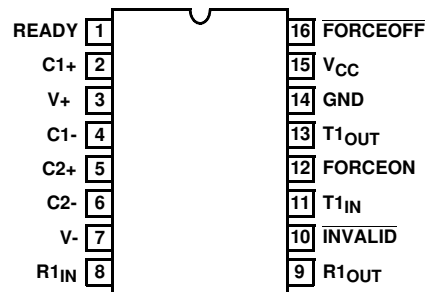 READY 1 16 FORCEOFF
C1+ 2 15 VCC
V+ 3 14 GND
C1- 4 13 T1OUT
C2+ 5 12 FORCEON
C2- 6 11 T1IN
V- 7 10 INVALID
R1IN 8 9 R1OUT